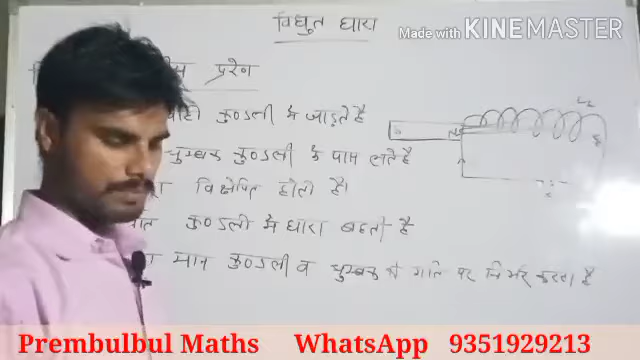 विधुत धारा
Made with KINEMASTER
प्रेरण
कुण्डली मे जोड़ते है
चुम्बक कुण्डली के पास लाते है
विक्षेपित होती है।
कुण्डली मे धारा बहती है
मान कुण्डली व चुम्बक की गति पर निर्भर करता है
Prembulbul Maths WhatsApp 9351929213